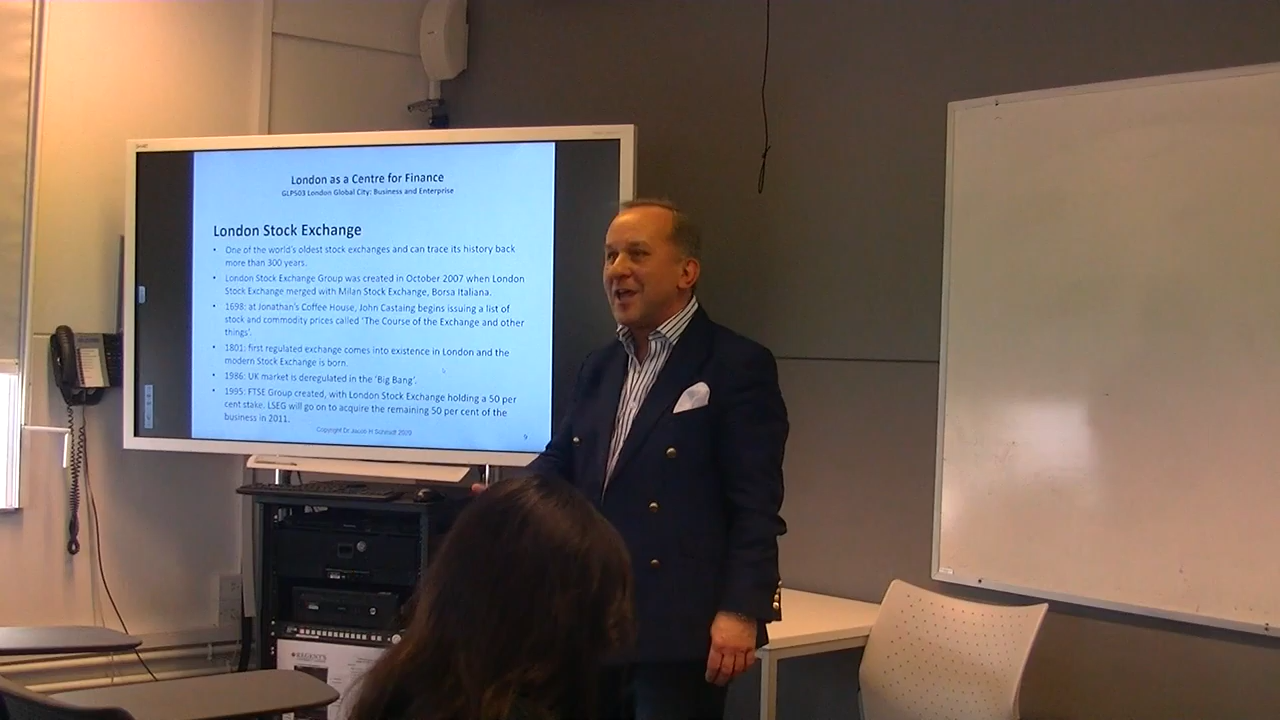 London as a Centre for Finance
GLP503 London Global City: Business and Enterprise
London Stock Exchange
• One of the world's oldest stock exchanges and can trace its history back
more than 300 years.
• London Stock Exchange Group was created in October 2007 when London
Stock Exchange merged with Milan Stock Exchange, Borsa Italiana.
• 1698: at Jonathan's Coffee House, John Castaing begins issuing a list of
stock and commodity prices called 'The Course of the Exchange and other
things'.
• 1801: first regulated exchange comes into existence in London and the
modern Stock Exchange is born.
• 1986: UK market is deregulated in the 'Big Bang'.
• 1995: FTSE Group created, with London Stock Exchange holding a 50 per
cent stake. LSEG will go on to acquire the remaining 50 per cent of the
business in 2011.
Copyright Dr Jacob H Schmidt 2020
9
REGENT'S